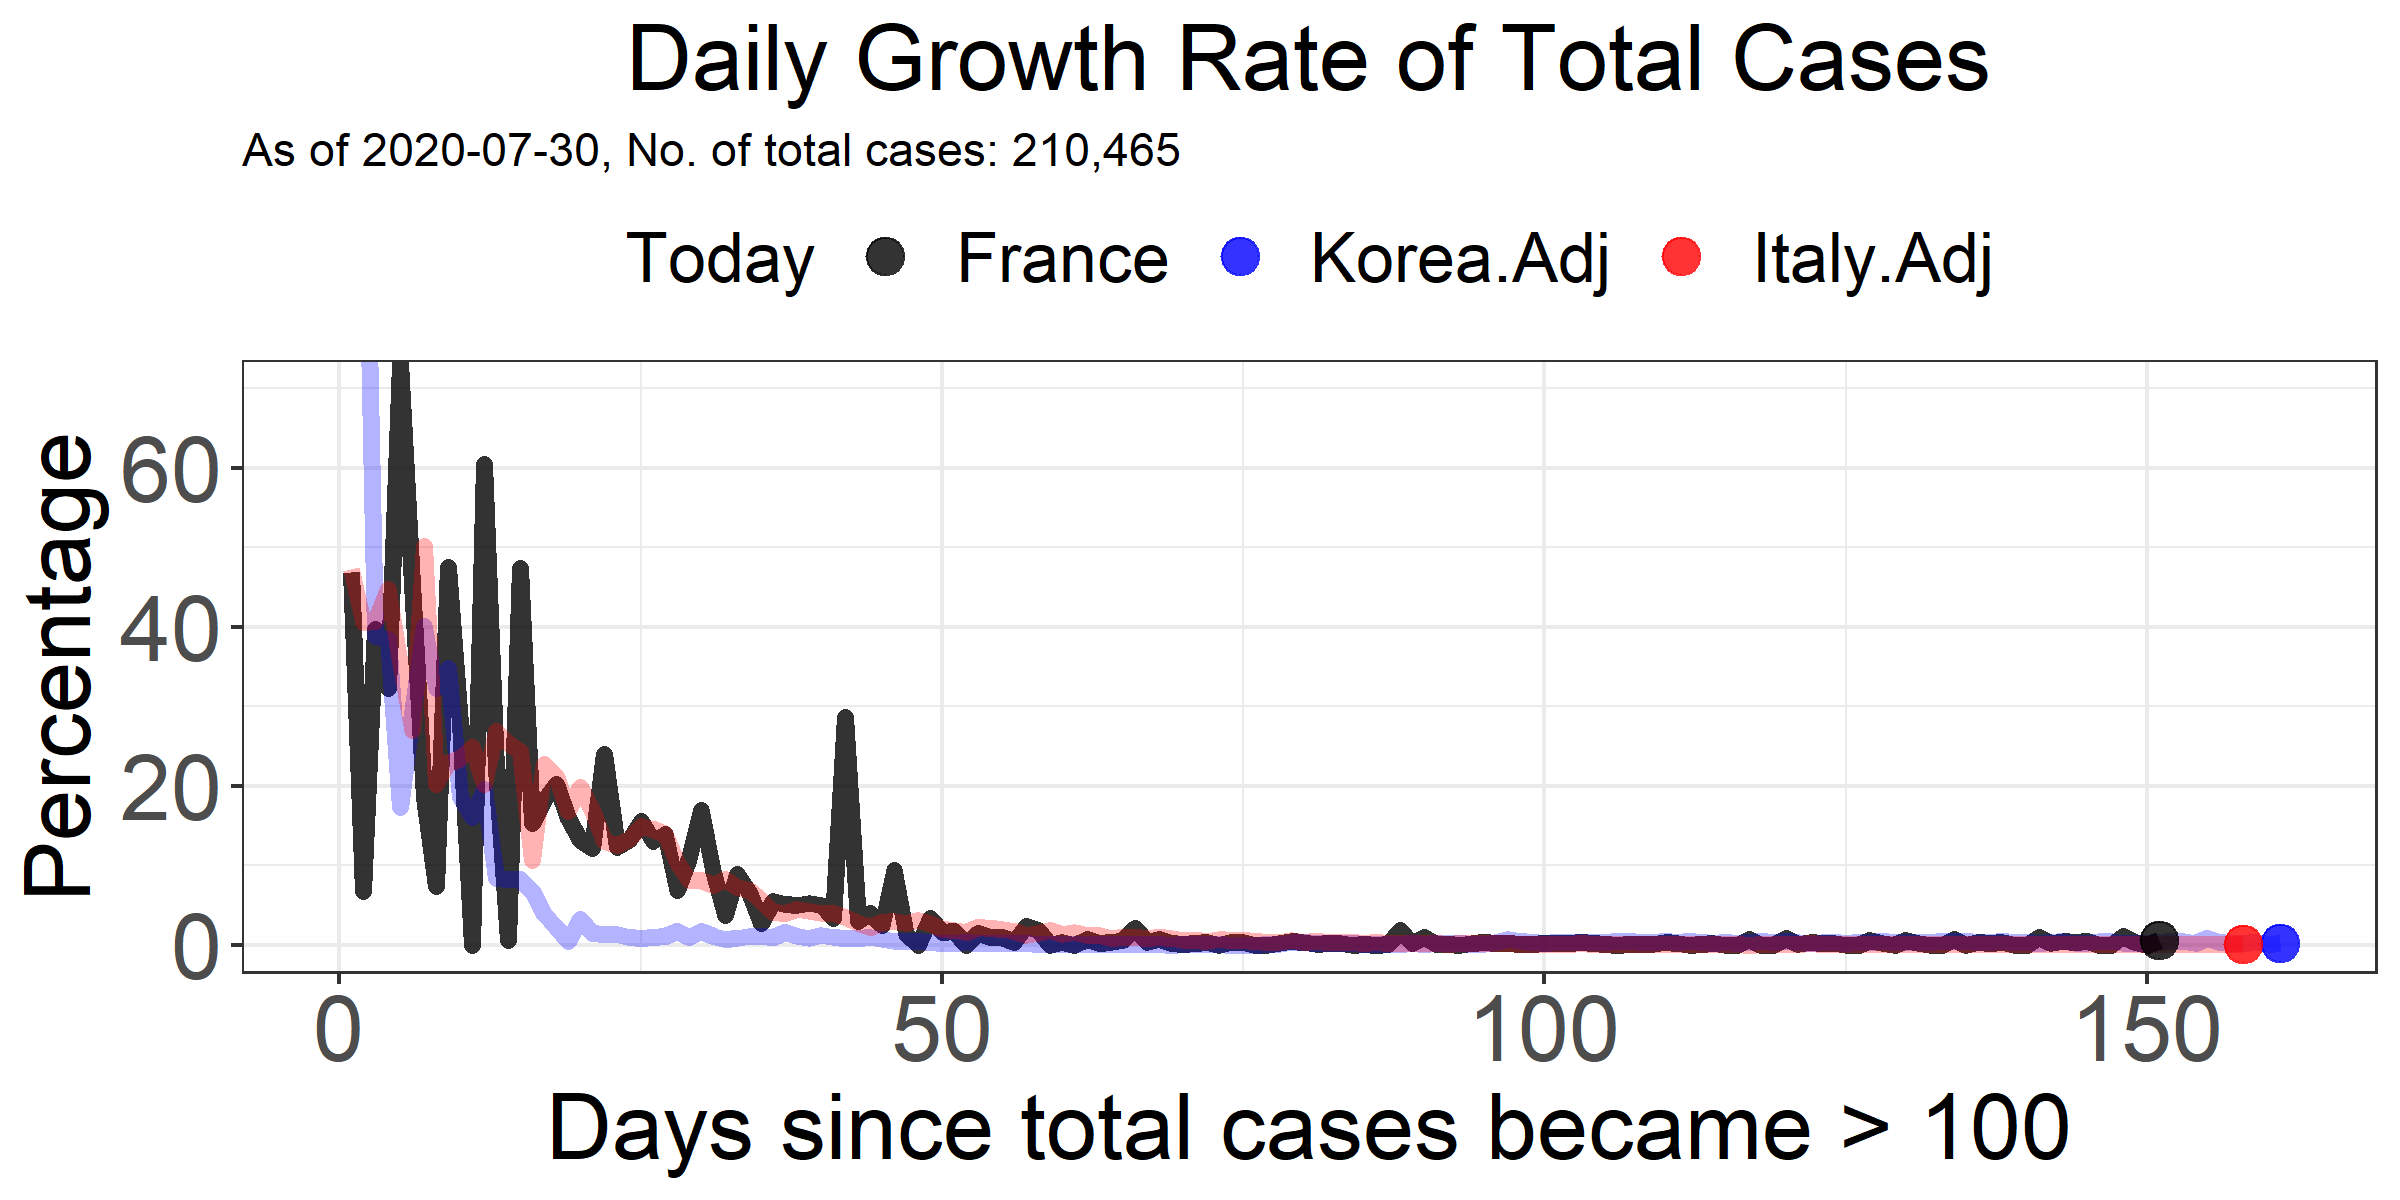 Daily Growth Rate of Total Cases
As of 2020-07-30, No. of total cases: 210,465
Today France Korea.Adj Italy.Adj
Percentage
60
40
20
0
0 50 100 150
Days since total cases became > 100